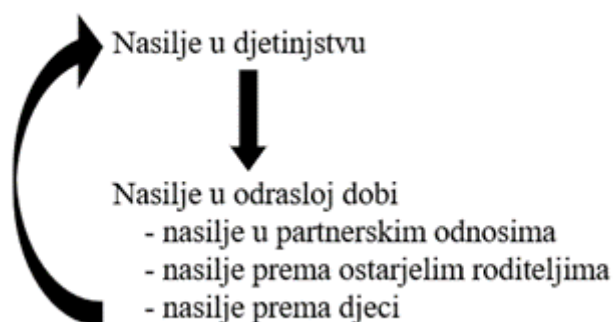 Nasilje u djetinjstvu
Nasilje u odrasloj dobi
- nasilje u partnerskim odnosima
- nasilje prema ostarjelim roditeljima
- nasilje prema djeci